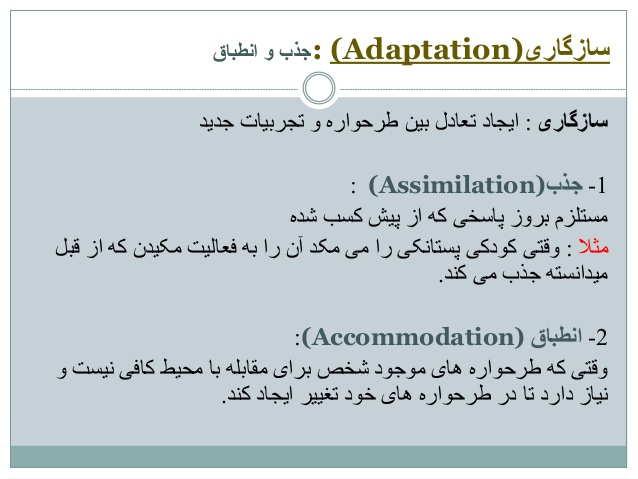 سازگاری(Adaptation) :جذب و انطباق
سازگاری : ایجاد تعادل بین طرحواره و تجربیات جدید
1- جذب(Assimilation) :
مستلزم بروز پاسخی که از پیش کسب شده
مثلا : وقتی کودکی پستانکی را می مکد آن را به فعالیت مکیدن که از قبل
میدانسته جذب می کند.
2- انطباق (Accommodation):
وقتی که طرحواره های موجود شخص برای مقابله با محیط کافی نیست و
نیاز دارد تا در طرحواره های خود تغییر ایجاد کند.